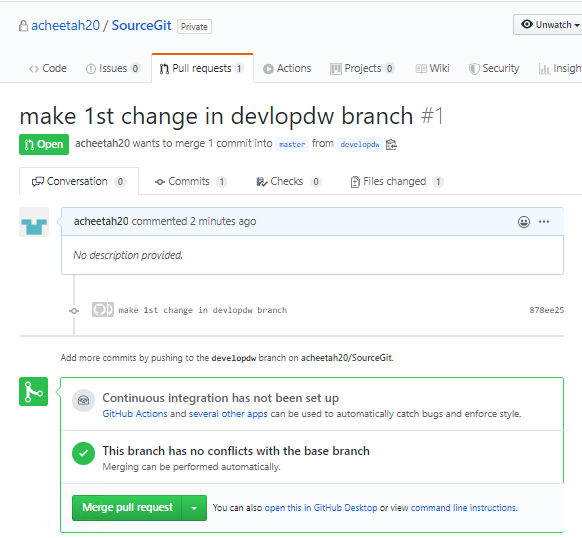 acheetah20 / SourceGit Private
Unwatch
Code Issues 0 Pull requests 1 Actions Projects 0 Wiki Security Insigh
make 1st change in devlopdw branch #1
Open acheetah20 wants to merge 1 commit into master from developdw
Conversation 0 Commits 1 Checks 0 Files changed 1
acheetah20 commented 2 minutes ago
No description provided.
make 1st change in devlopdw branch 878ee25
Add more commits by pushing to the developdw branch on acheetah20/SourceGit.
Continuous integration has not been set up
GitHub Actions and several other apps can be used to automatically catch bugs and enforce style.
This branch has no conflicts with the base branch
Merging can be performed automatically.
Merge pull request You can also open this in GitHub Desktop or view command line instructions.